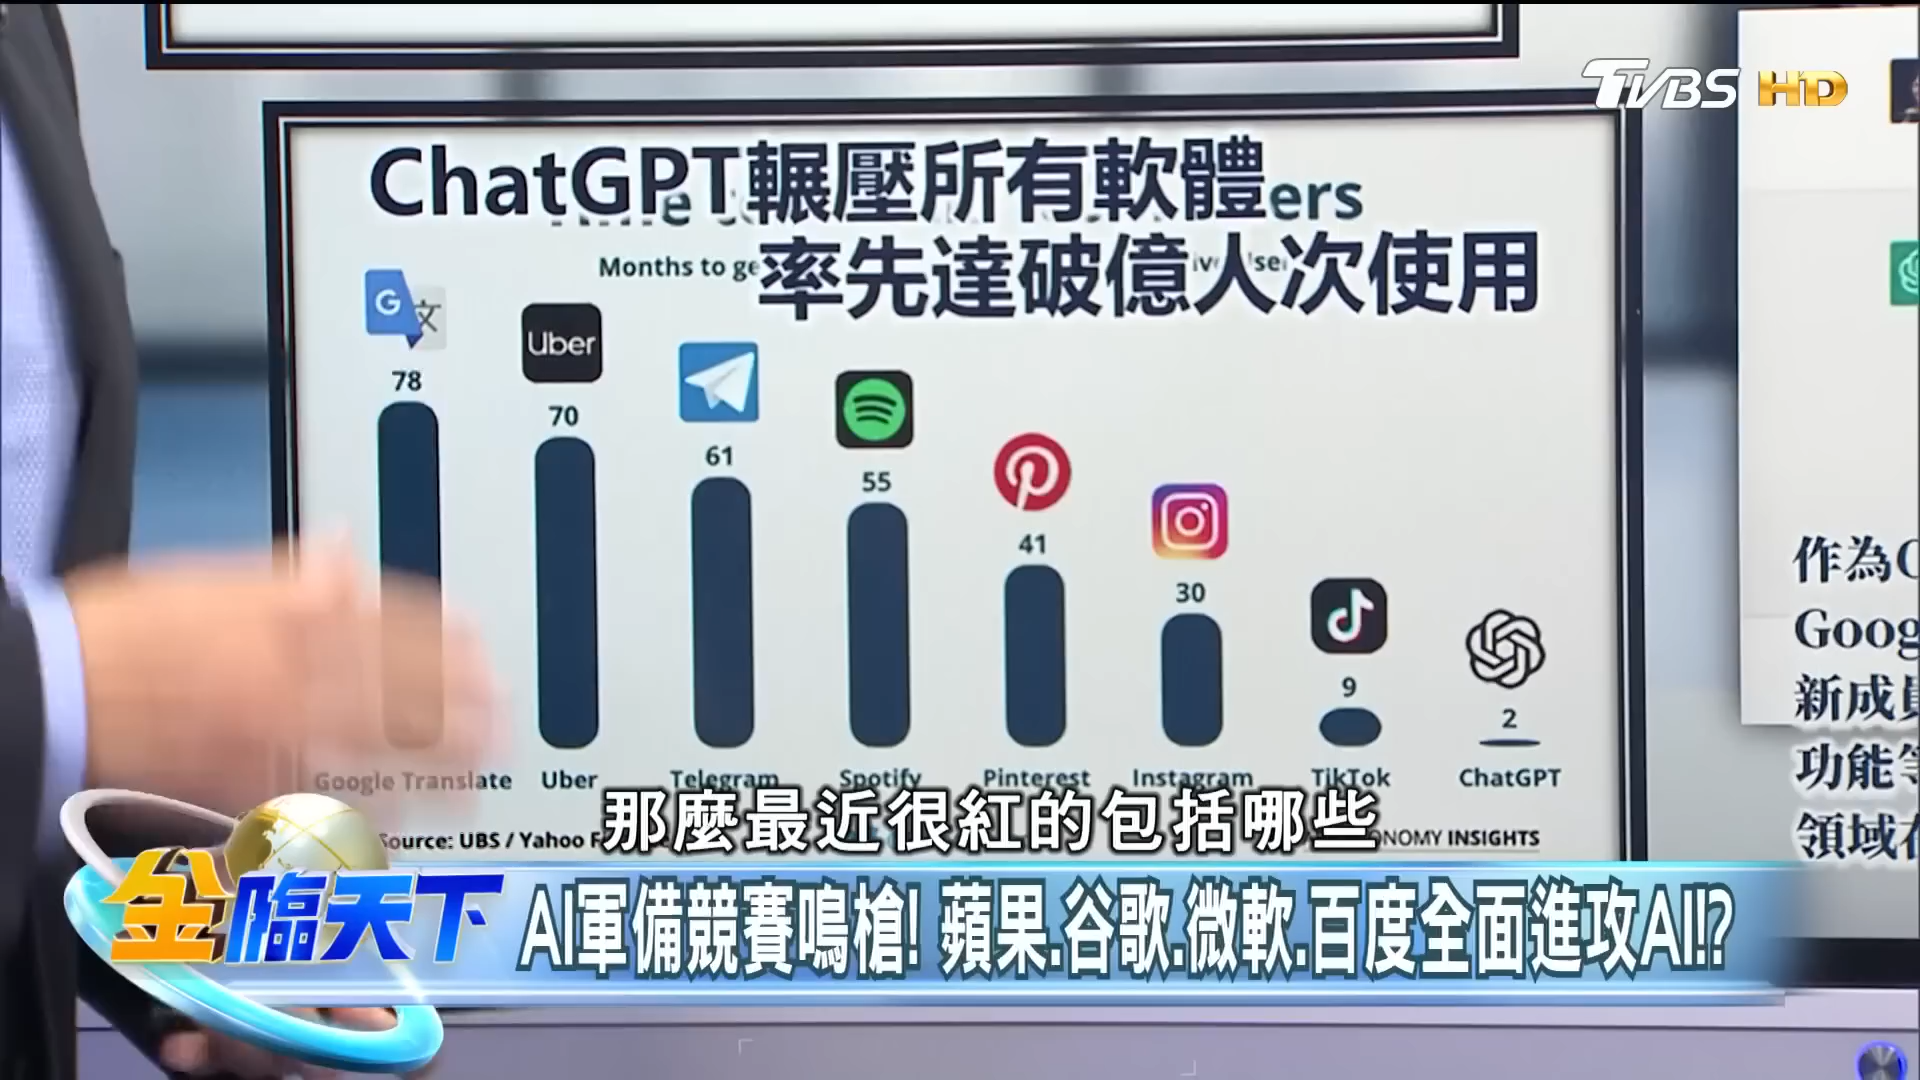 TVBS HD
ChatGPT輾壓所有軟體
率先達破億人次使用
ers
Months to ge
G 文
Uber
78
70
61
55
41
30
9
2
Google Translate
Uber
Telegram
Spotify
Pinterest
Instagram
TikTok
ChatGPT
Source: UBS / Yahoo F
ONOMY INSIGHTS
作為
Goog
新成員
功能等
領域在
那麼最近很紅的包括哪些
金臨天下
AI軍備競賽鳴槍! 蘋果.谷歌.微軟.百度全面進攻AI!?